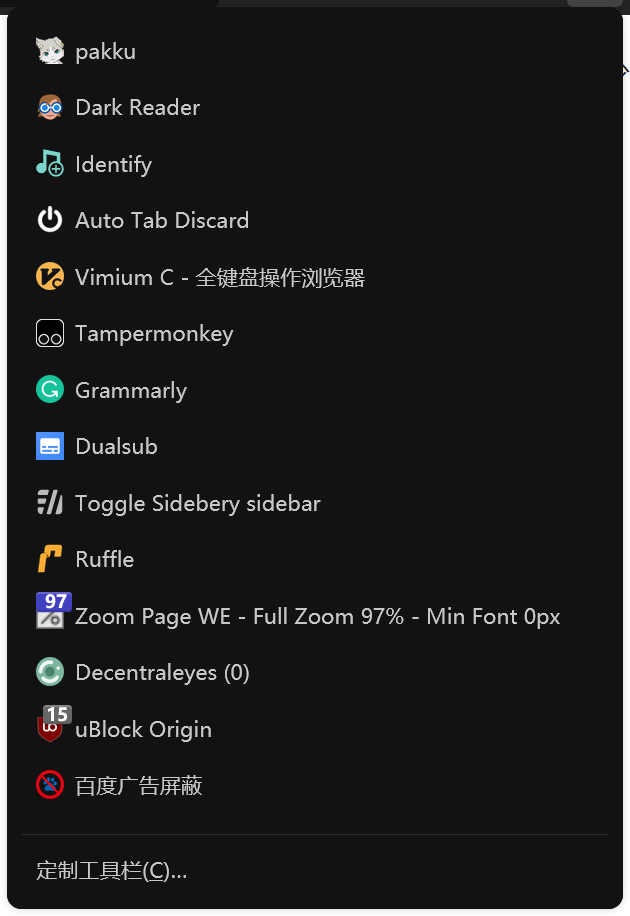 pakku
Dark Reader
Identify
Auto Tab Discard
Vimium C - 全键盘操作浏览器
Tampermonkey
Grammarly
Dualsub
Toggle Sidebery sidebar
Ruffle
97
Zoom Page WE - Full Zoom 97% - Min Font 0px
Decentraleyes (0)
15
uBlock Origin
百度广告屏蔽
定制工具栏(C)...